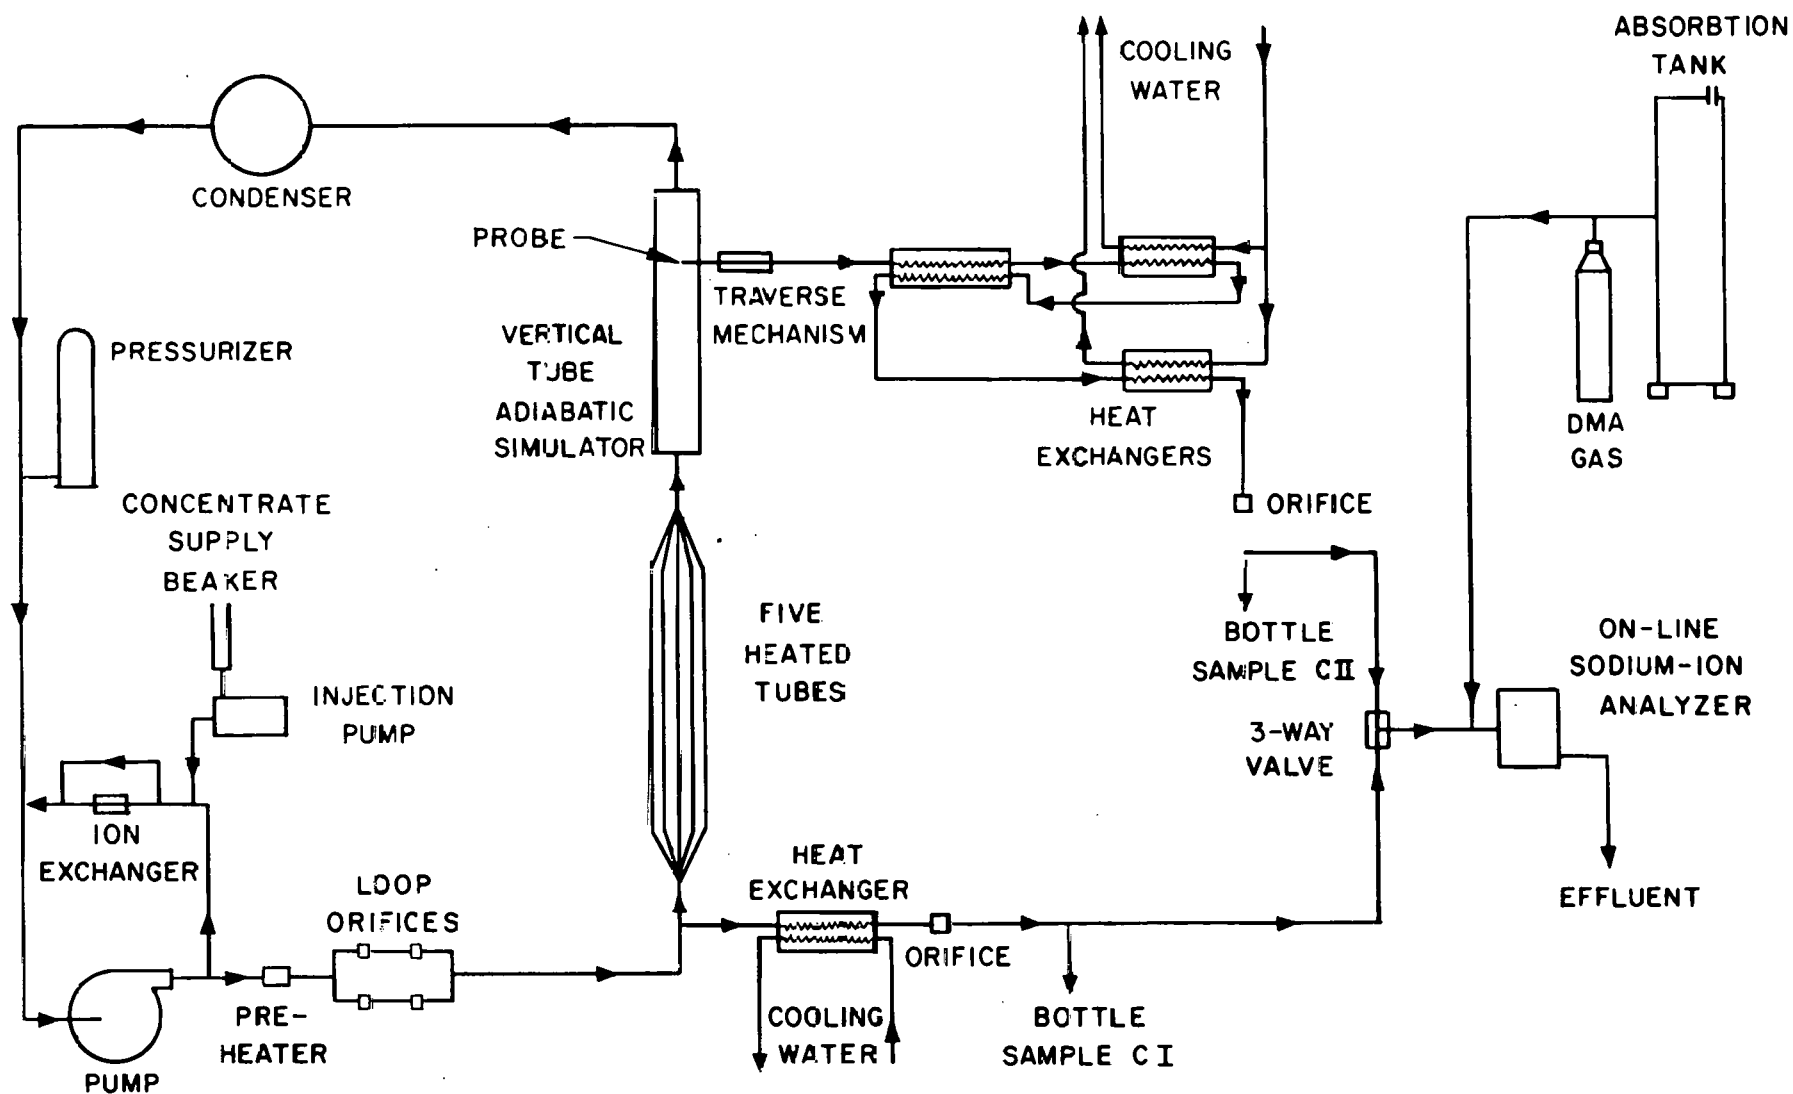 ABSORBTION
TANK
COOLING
WATER
CONDENSER
PROBE
TRAVERSE
MECHANISM
VERTICAL
TUBE
ADIABATIC
SIMULATOR
PRESSURIZER
HEAT
EXCHANGERS
DMA
GAS
ORIFICE
CONCENTRATE
SUPPLY
BEAKER
FIVE
HEATED
TUBES
BOTTLE
SAMPLE CII
ON-LINE
SODIUM-ION
ANALYZER
INJECTION
PUMP
3-WAY
VALVE
ION
EXCHANGER
LOOP
ORIFICES
HEAT
EXCHANGER
ORIFICE
EFFLUENT
PRE-
HEATER
COOLING
WATER
BOTTLE
SAMPLE CI
PUMP